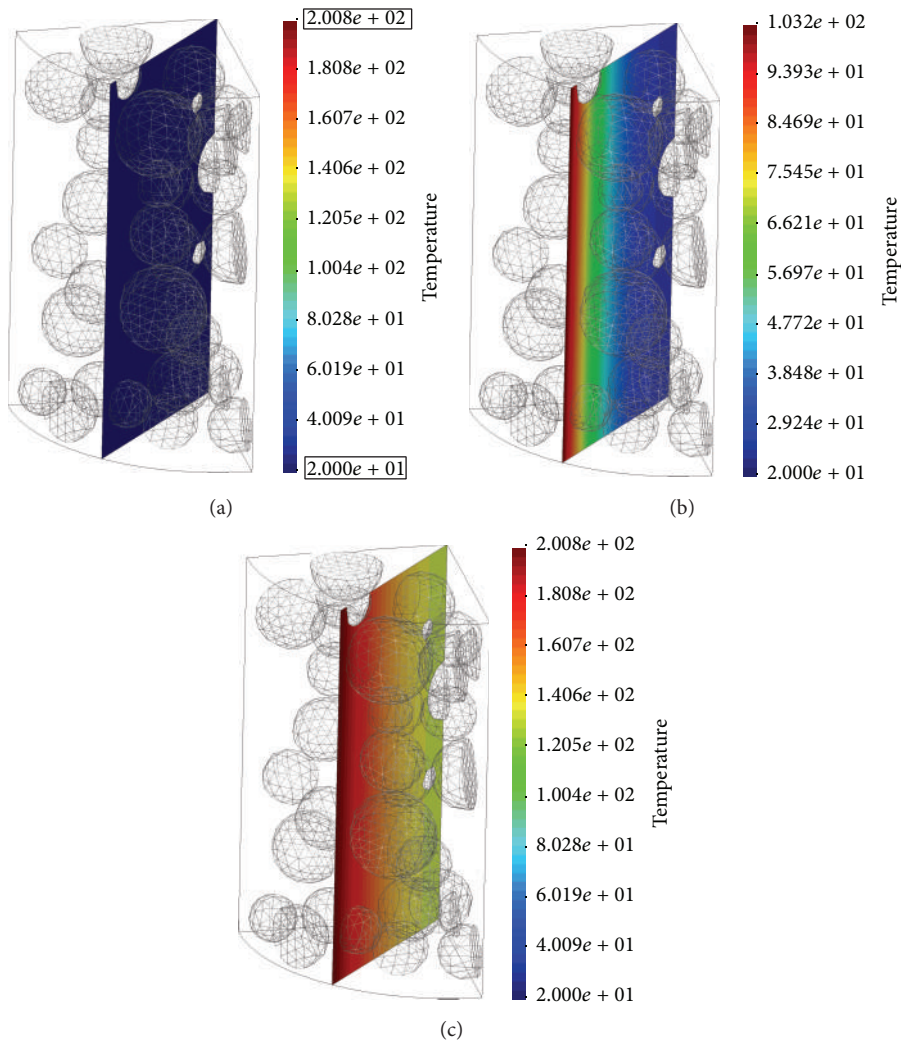 2.008e + 02
1.808e + 02
1.607e + 02
1.406e + 02
1.205e + 02
1.004e + 02
8.028e + 01
6.019e + 01
4.009e + 01
2.000e + 01
Temperature
(a)
1.032e + 02
9.393e + 01
8.469e + 01
7.545e + 01
6.621e + 01
5.697e + 01
4.772e + 01
3.848e + 01
2.924e + 01
2.000e + 01
Temperature
(b)
2.008e + 02
1.808e + 02
1.607e + 02
1.406e + 02
1.205e + 02
1.004e + 02
8.028e + 01
6.019e + 01
4.009e + 01
2.000e + 01
Temperature
(c)